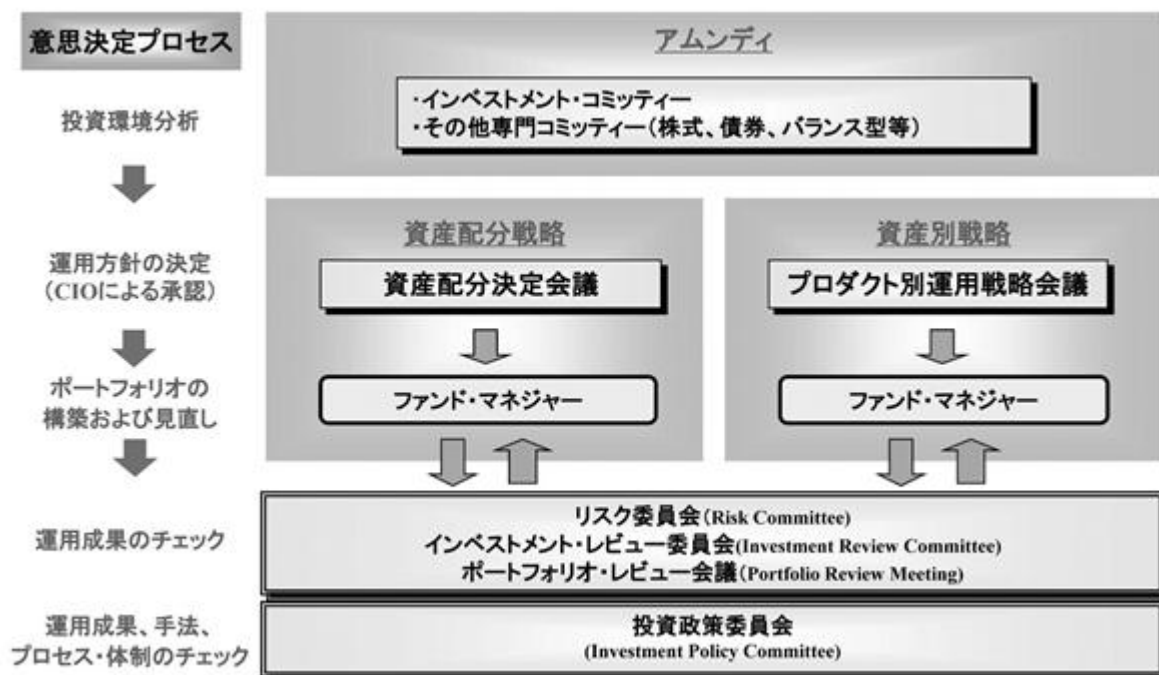 意思決定プロセス
アムンディ
投資環境分析
・インベストメント・コミッティー
・その他専門コミッティー(株式、債券、バランス型等)
運用方針の決定
(CIOによる承認)
資産配分戦略
資産配分決定会議
資産別戦略
プロダクト別運用戦略会議
ポートフォリオの
構築および見直し
ファンド・マネジャー
ファンド・マネジャー
運用成果のチェック
リスク委員会(Risk Committee)
インベストメント・レビュー委員会(Investment Review Committee)
ポートフォリオ・レビュー会議(Portfolio Review Meeting)
運用成果、手法、
プロセス・体制のチェック
投資政策委員会
(Investment Policy Committee)